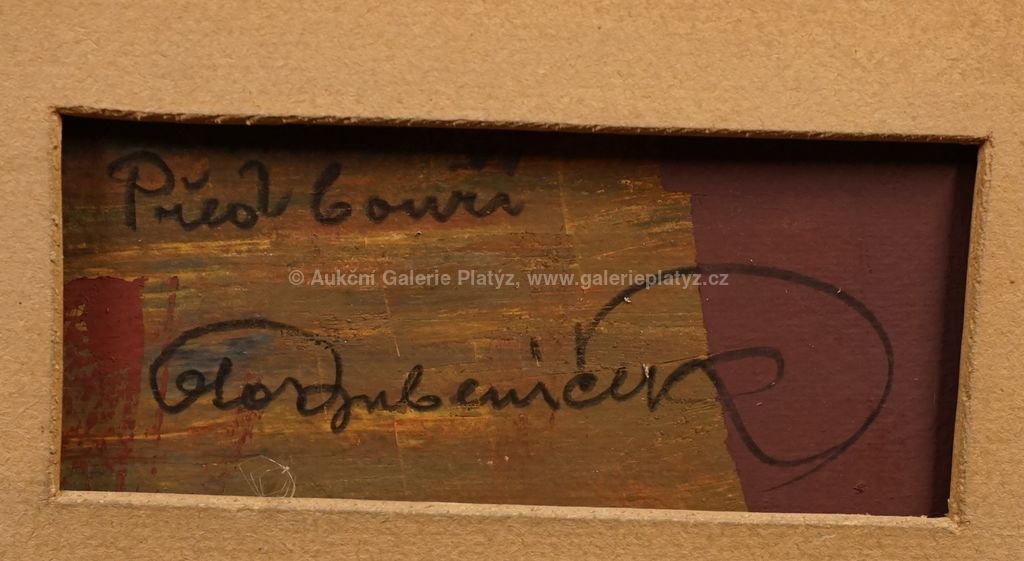 Před bouří
© Aukční Galerie Platýz, www.galerieplatyz.cz